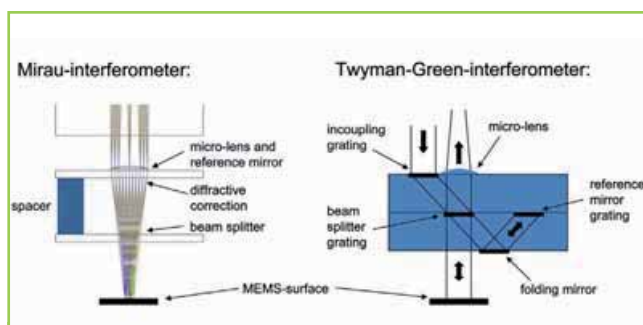 Mirau-interferometer:
micro-lens and
reference mirror
diffractive
correction
spacer
beam splitter
Twyman-Green-interferometer:
incoupling
grating
micro-lens
reference
mirror
grating
beam
splitter
grating
folding mirror
MEMS-surface